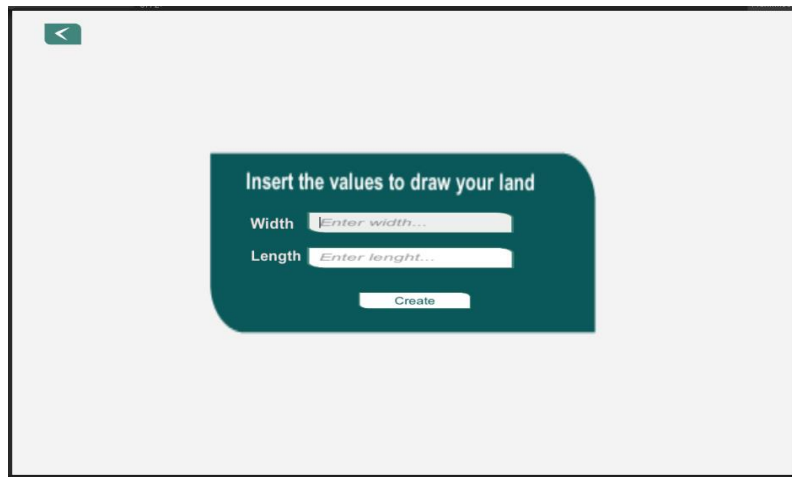 Insert the values to draw your land
Width Enter width...
Length Enter lenght...
Create